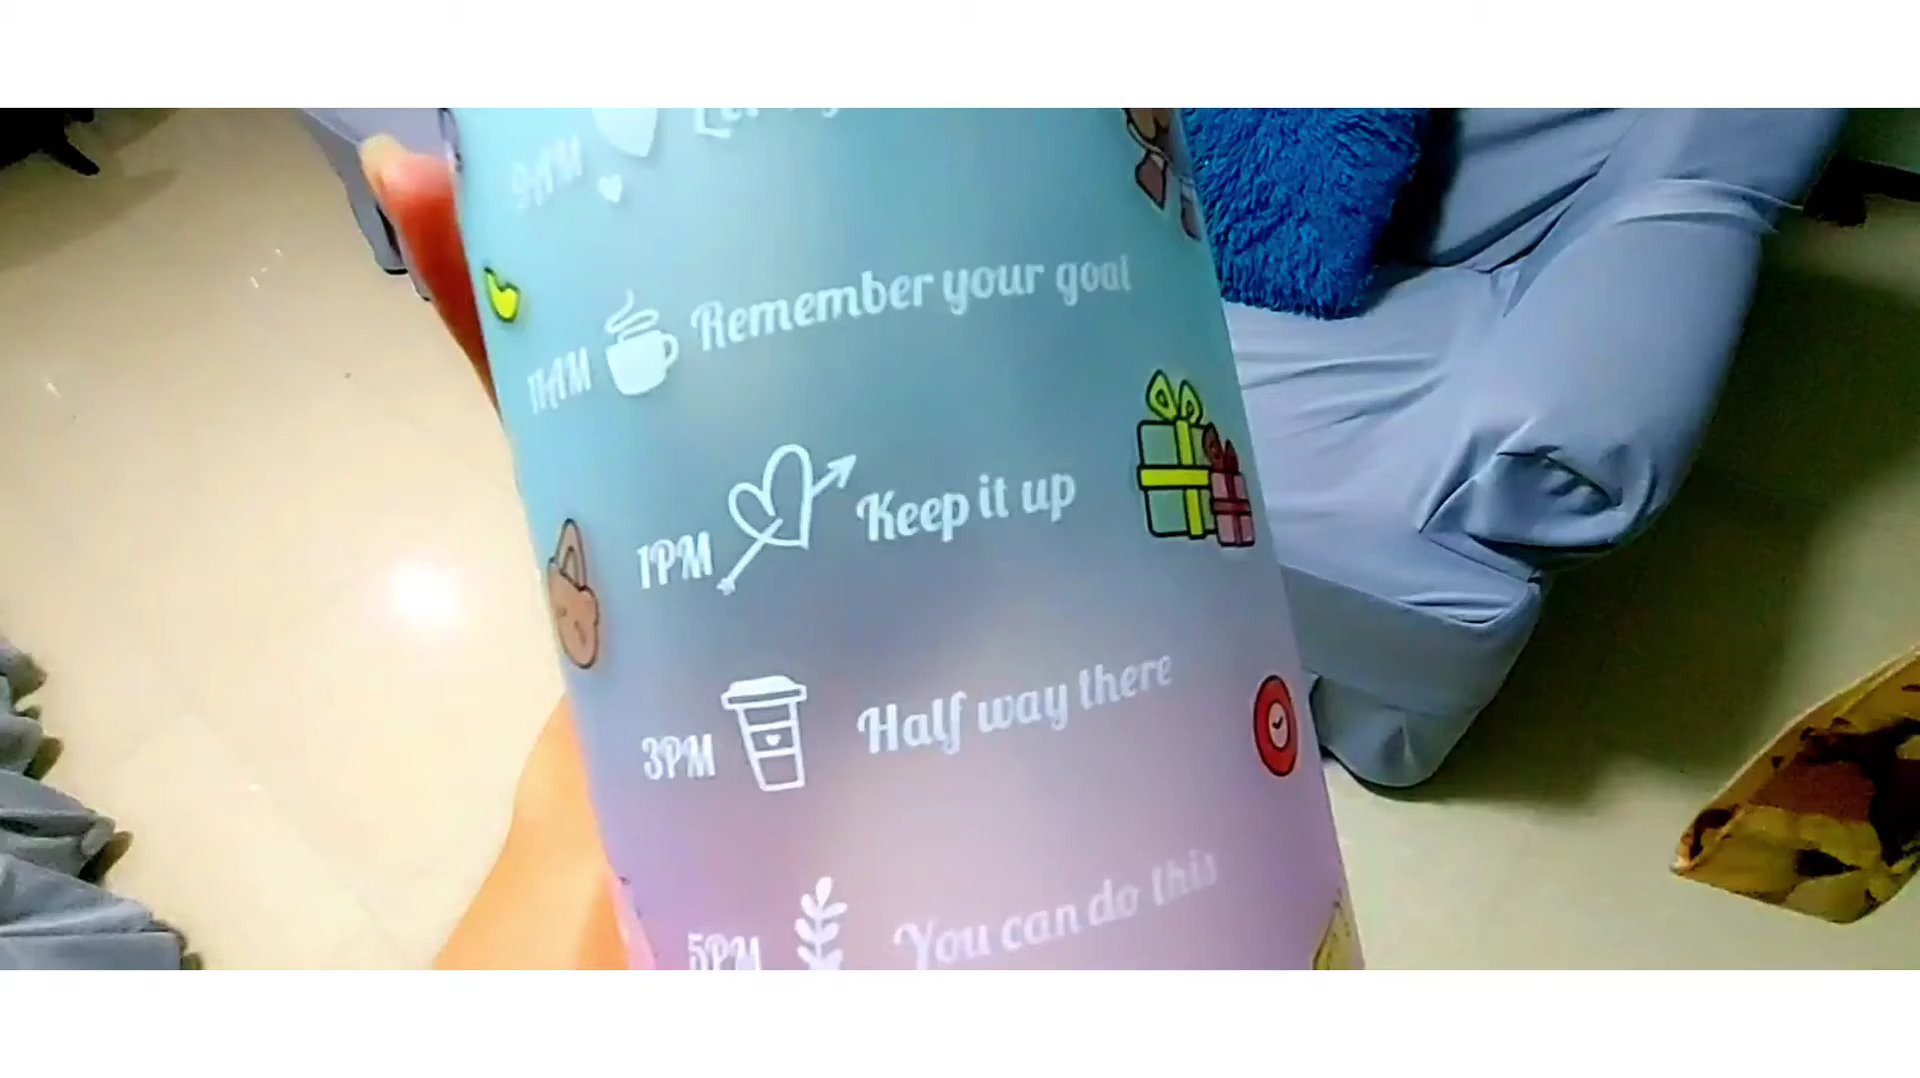 9AM
11AM Remember your goal
1PM Keep it up
3PM Half way there
5PM You can do this